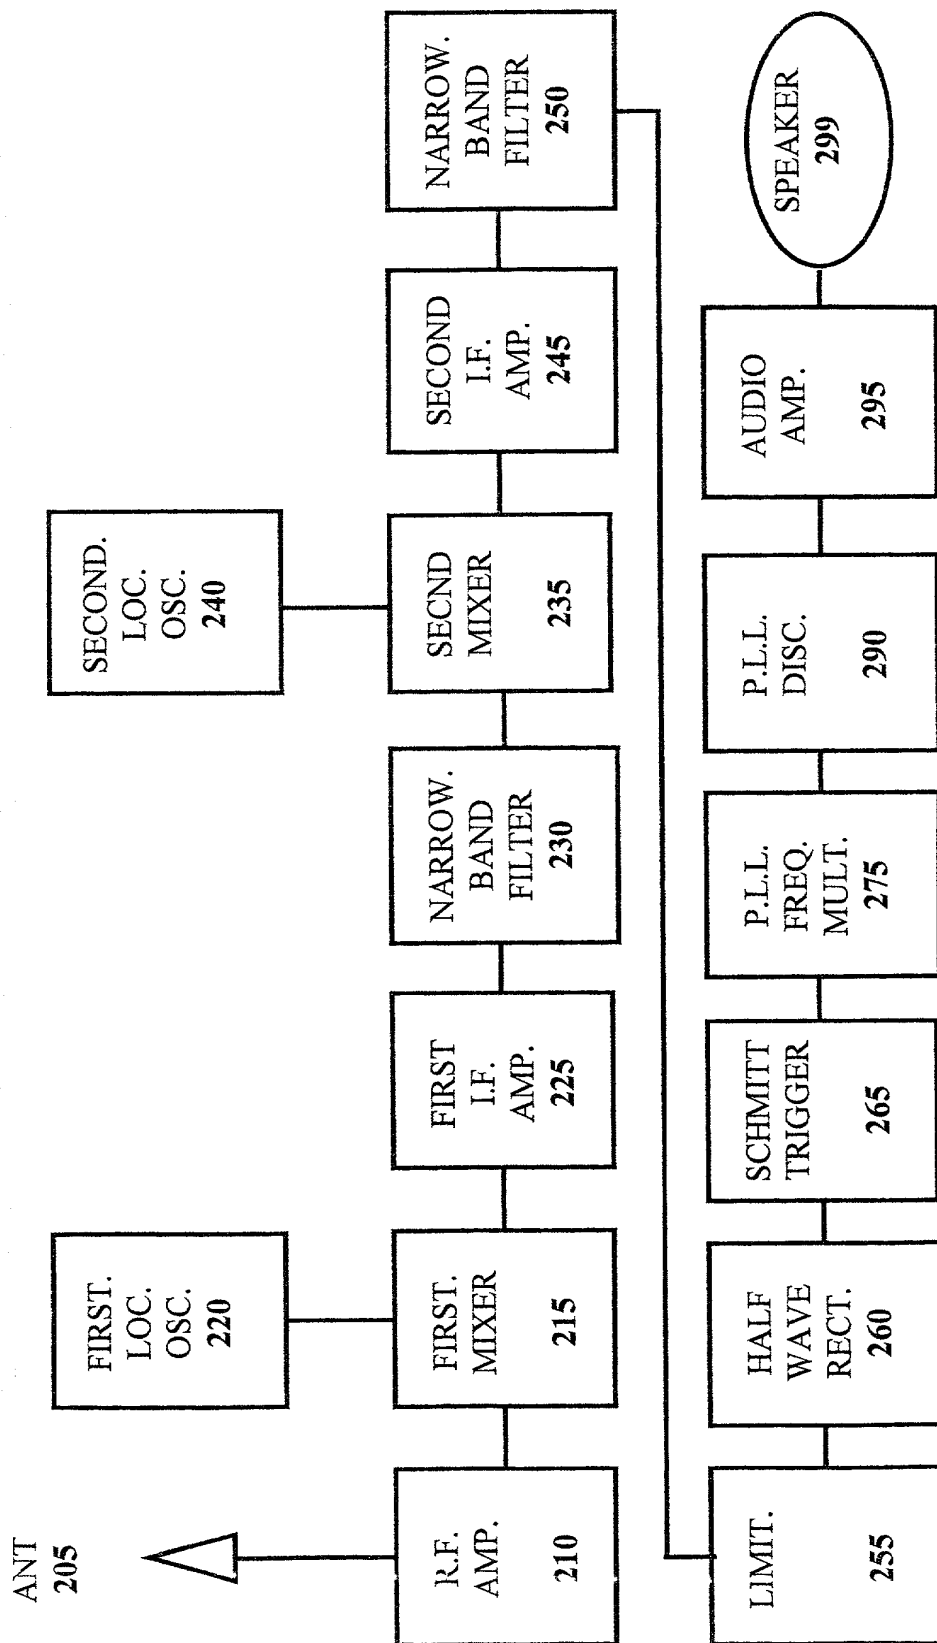 ANT
205
FIRST.
LOC.
OSC.
220
SECOND.
LOC.
OSC.
240
R.F.
AMP.
210
FIRST.
MIXER
215
FIRST
I.F.
AMP.
225
NARROW.
BAND
FILTER
230
SECND
MIXER
235
SECOND
I.F.
AMP.
245
NARROW.
BAND
FILTER
250
LIMIT.
255
HALF
WAVE
RECT.
260
SCHMITT
TRIGGER
265
P.L.L.
FREQ.
MULT.
275
P.L.L.
DISC.
290
AUDIO
AMP.
295
SPEAKER
299